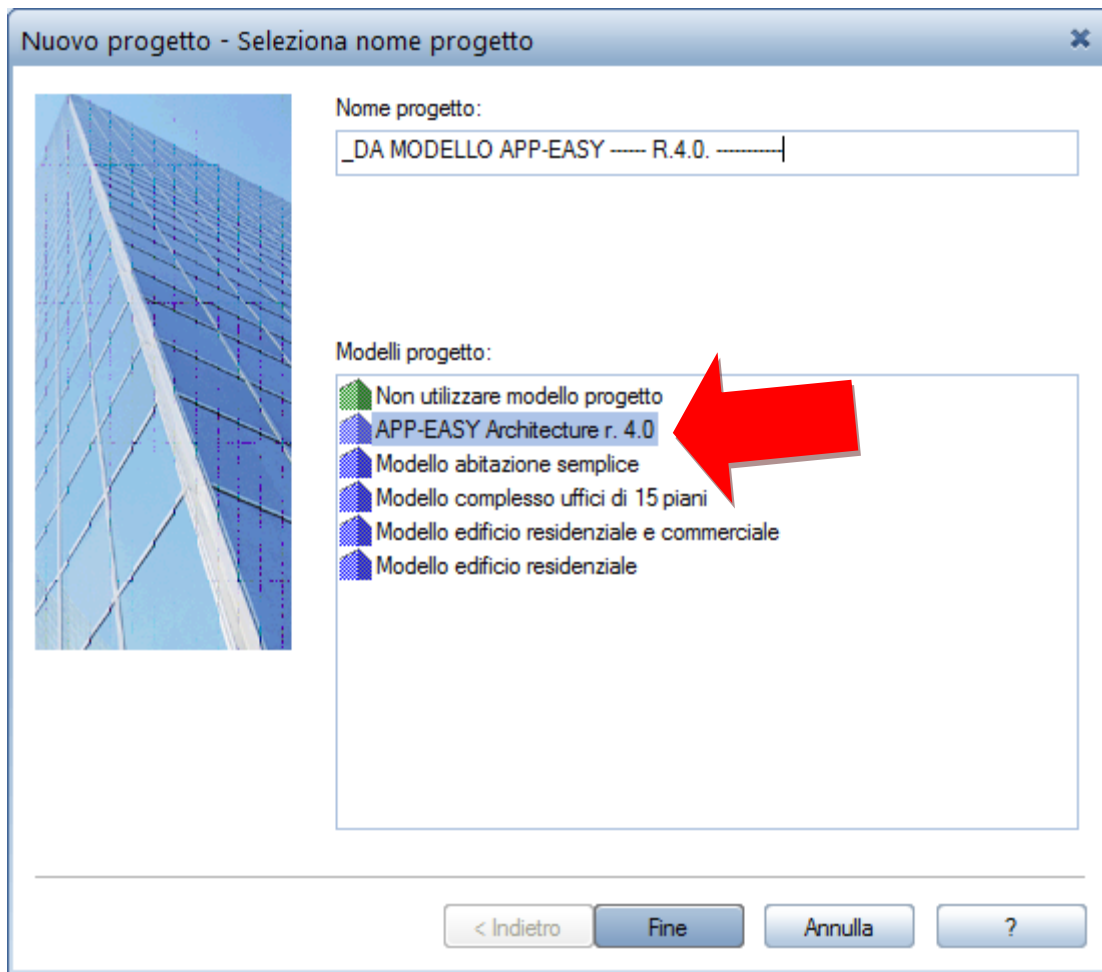 Nuovo progetto - Seleziona nome progetto
Nome progetto:
_DA MODELLO APP-EASY ------ R.4.0. -----------
Modelli progetto:
Non utilizzare modello progetto
APP-EASY Architecture r. 4.0
Modello abitazione semplice
Modello complesso uffici di 15 piani
Modello edificio residenziale e commerciale
Modello edificio residenziale
< Indietro
Fine
Annulla
?